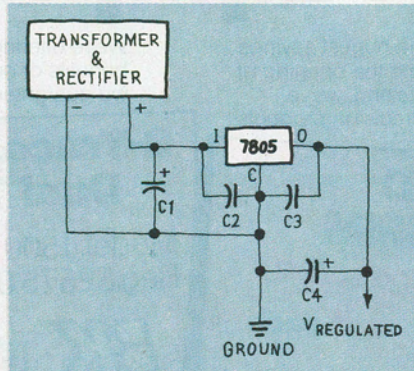 TRANSFORMER
&
RECTIFIER
-
+
I
7805
O
C
+
C1
C2
C3
C4
+
VREGULATED
GROUND